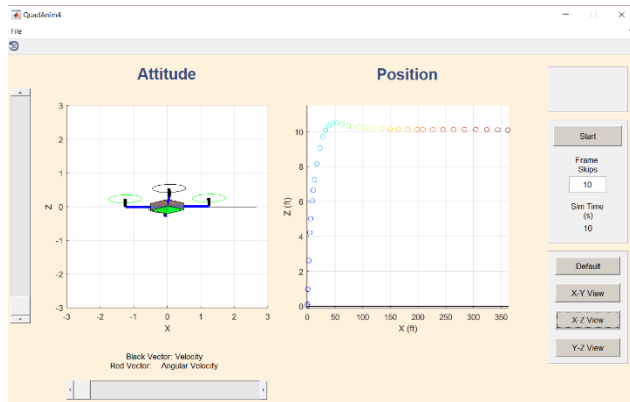 QuadAnim4
File
Attitude
Position
3
2
1
0
-1
-2
-3
Z
-3
-2
-1
0
1
2
3
X
10
8
6
4
2
0
Z (ft)
0
50
100
150
200
250
300
350
X (ft)
Black Vector: Velocity
Red Vector: Angular Velocity
Start
Frame
Skips
10
Sim Time
(s)
10
Default
X-Y View
X-Z View
Y-Z View